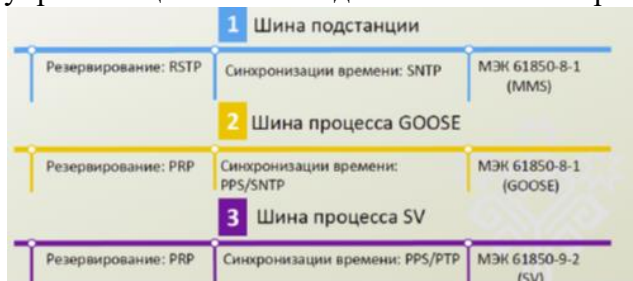 1 Шина подстанции
Резервирование: RSTP
Синхронизации времени: SNTP
МЭК 61850-8-1
(MMS)
2 Шина процесса GOOSE
Резервирование: PRP
Синхронизации времени:
PPS/SNTP
МЭК 61850-8-1
(GOOSE)
3 Шина процесса SV
Резервирование: PRP
Синхронизации времени: PPS/PTP
МЭК 61850-9-2
(SV)